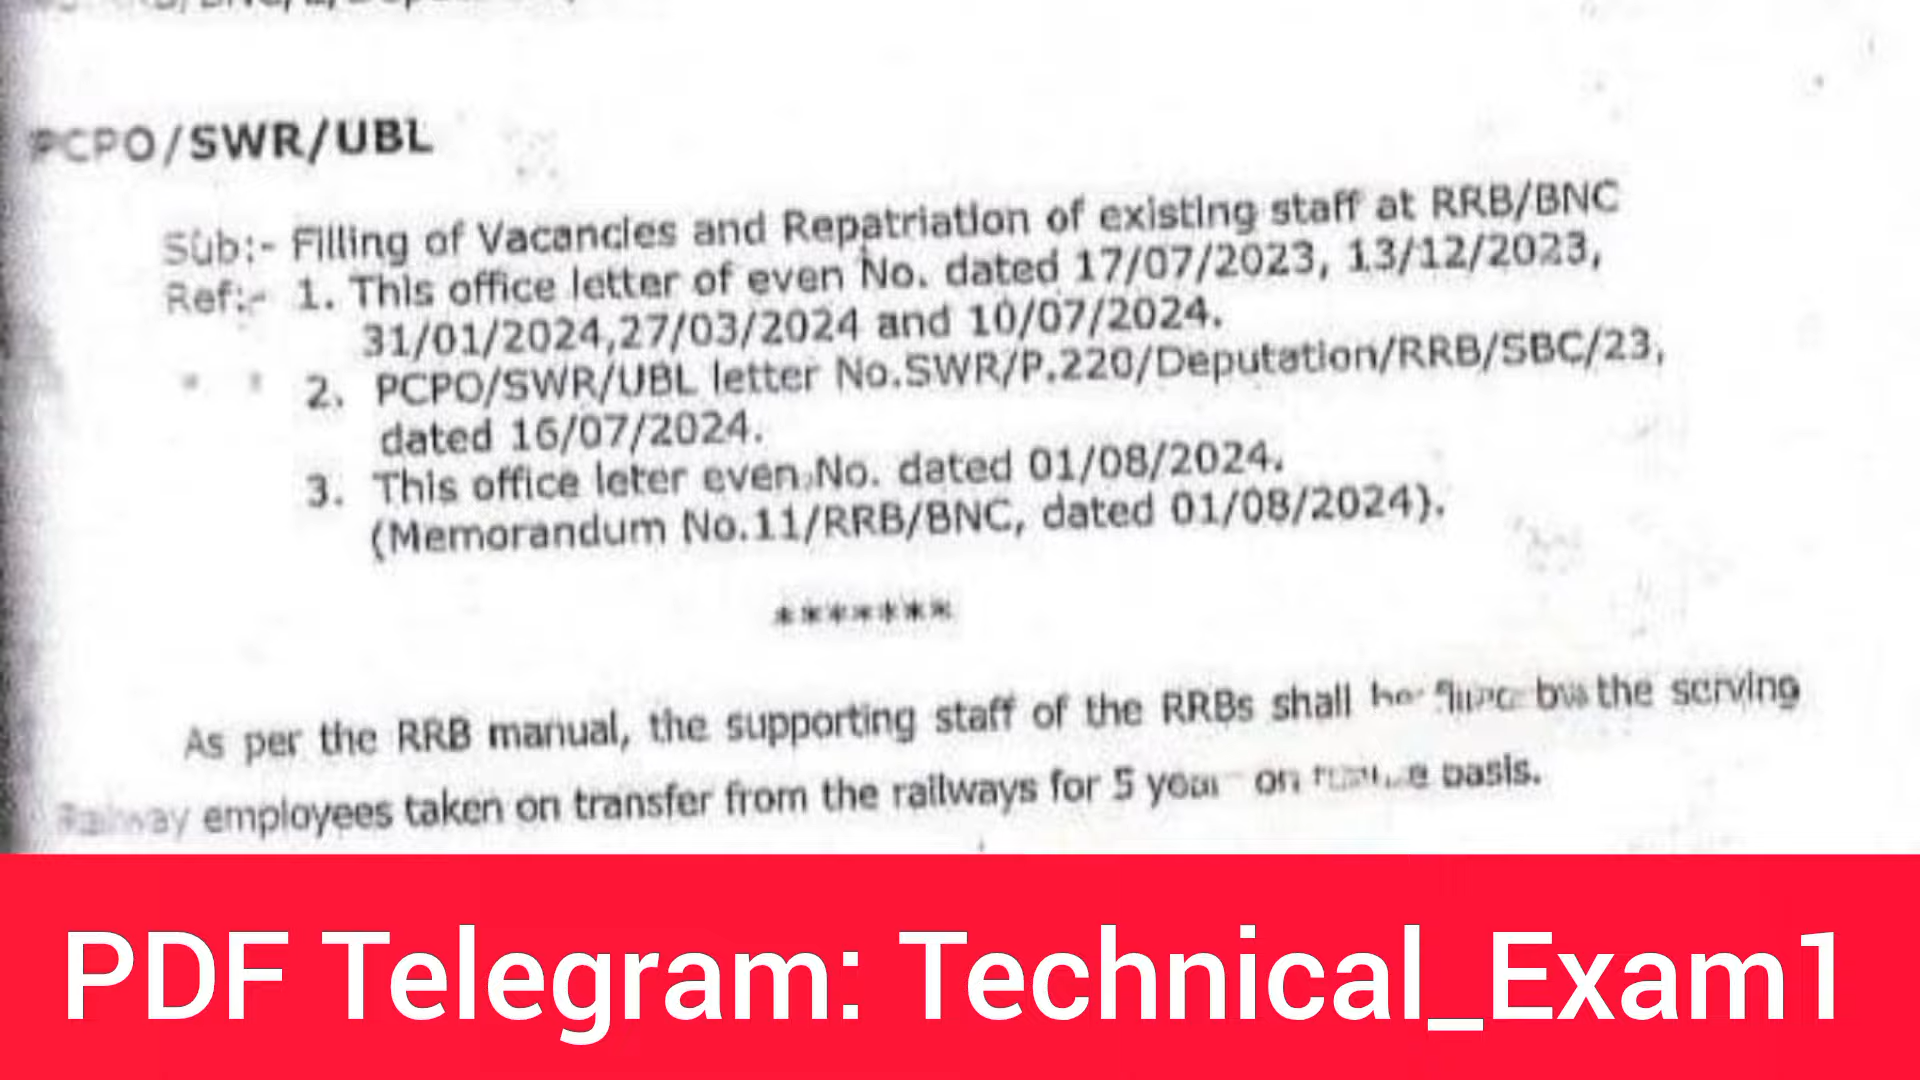 PCPO/SWR/UBL
Sub:- Filling of Vacancies and Repatriation of existing staff at RRB/BNC
Ref:- 1. This office letter of even No. dated 17/07/2023, 13/12/2023,
31/01/2024,27/03/2024 and 10/07/2024.
2. PCPO/SWR/UBL letter No.SWR/P.220/Deputation/RRB/SBC/23,
dated 16/07/2024.
3. This office leter even No. dated 01/08/2024.
(Memorandum No.11/RRB/BNC, dated 01/08/2024).
*******
As per the RRB manual, the supporting staff of the RRBs shall the serving
Railway employees taken on transfer from the railways for 5 on basis.
PDF Telegram: Technical_Exam1